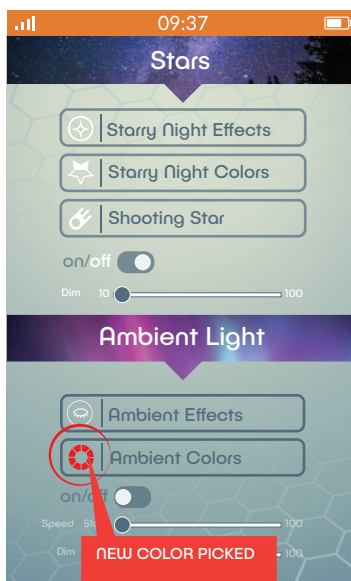 09:37
Stars
Starry Night Effects
Starry Night Colors
Shooting Star
on/off
Dim 10 100
Ambient Light
Ambient Effects
Ambient Colors
on/off
Speed Slo 100
Dim 100
NEW COLOR PICKED